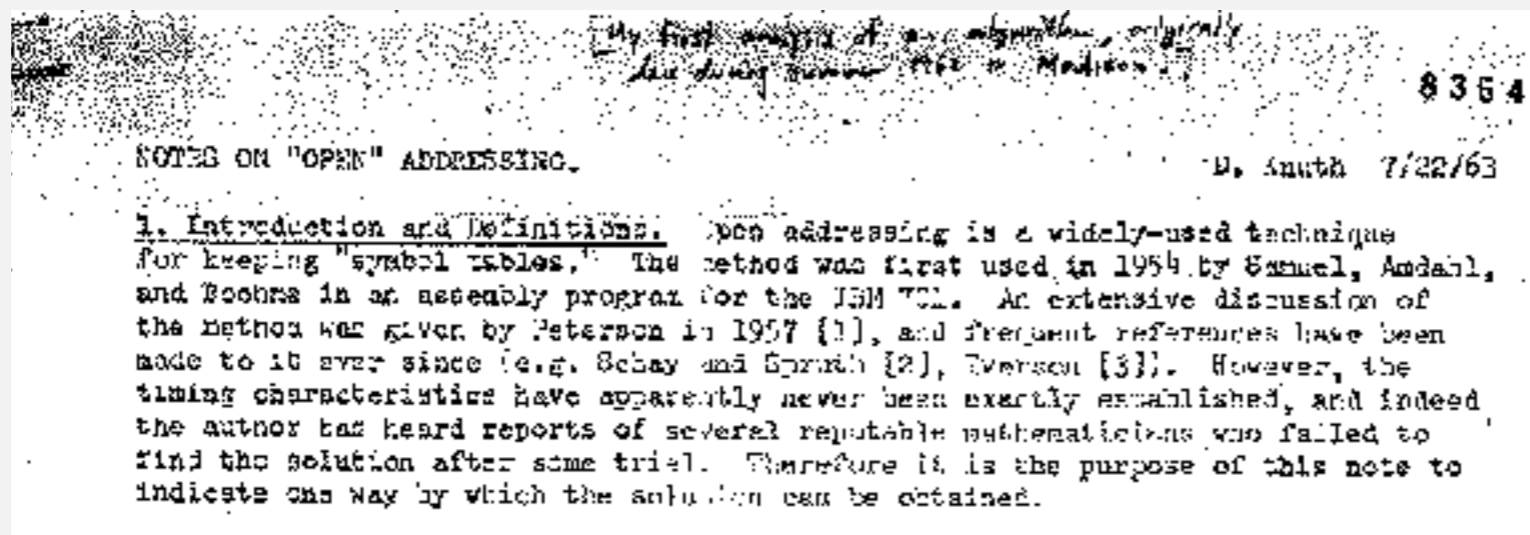 [My first analysis of an algorithm, originally
done during summer 1962 in Madison.]
8364
NOTES ON "OPEN" ADDRESSING.
D. Knuth 7/22/63
1. Introduction and Definitions. Open addressing is a widely-used technique
for keeping "symbol tables." The method was first used in 1954 by Samuel, Amdahl,
and Boehme in an assembly program for the IBM 701. An extensive discussion of
the method was given by Peterson in 1957 [1], and frequent references have been
made to it ever since (e.g. Schay and Spruth [2], Iverson [3]). However, the
timing characteristics have apparently never been exactly established, and indeed
the author has heard reports of several reputable mathematicians who failed to
find the solution after some trial. Therefore it is the purpose of this note to
indicate one way by which the solution can be obtained.